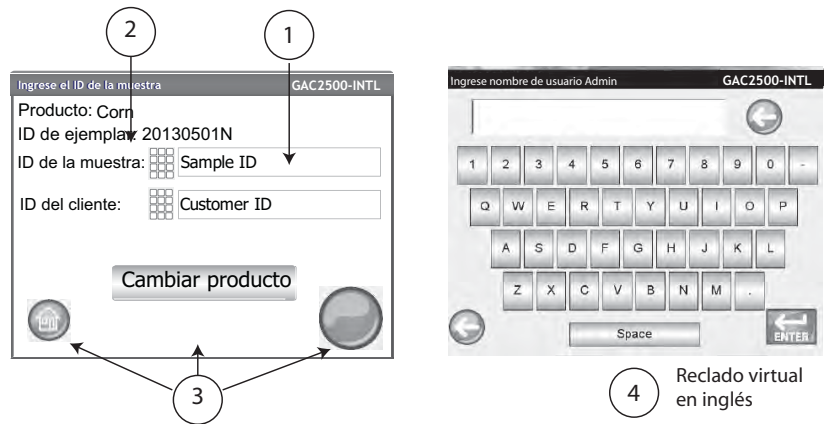 2
1
Ingrese el ID de la muestra GAC2500-INTL
Producto: Corn
ID de ejemplar: 20130501N
ID de la muestra: Sample ID
ID del cliente: Customer ID
Cambiar producto
3
Ingrese nombre de usuario Admin GAC2500-INTL
1 2 3 4 5 6 7 8 9 0 -
Q W E R T Y U I O P
A S D F G H J K L
Z X C V B N M .
Space
ENTER
4
Reclado virtual
en inglés